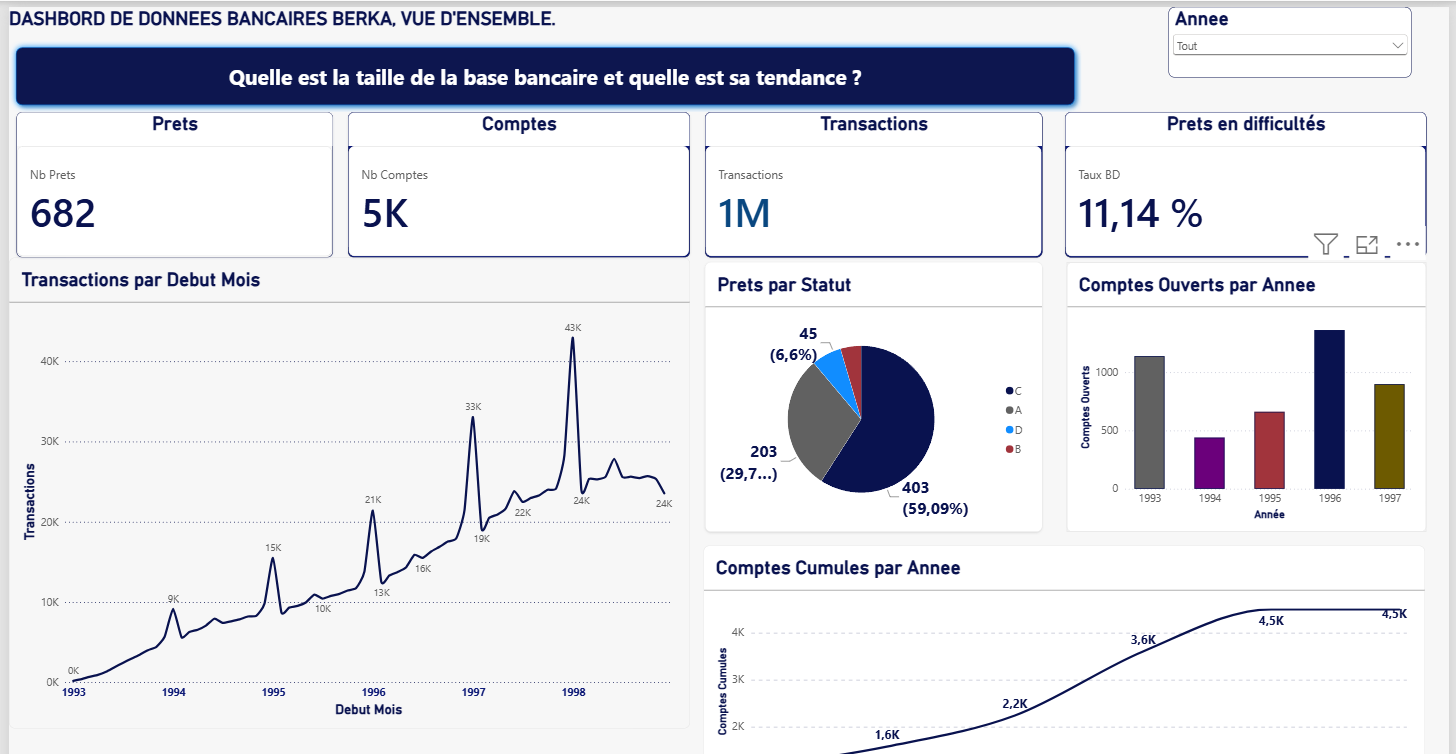 DASHBORD DE DONNEES BANCAIRES BERKA, VUE D'ENSEMBLE.
Annee
Tout
Quelle est la taille de la base bancaire et quelle est sa tendance ?
Prets
Nb Prets
682
Comptes
Nb Comptes
5K
Transactions
Transactions
1M
Prets en difficultés
Taux BD
11,14 %
Transactions par Debut Mois
Transactions
40K
30K
20K
10K
0K
0K
9K
15K
10K
21K
13K
16K
33K
19K
22K
43K
24K
24K
1993
1994
1995
1996
1997
1998
Debut Mois
Prets par Statut
45
(6,6%)
203
(29,7...)
403
(59,09%)
C
A
D
B
Comptes Ouverts par Annee
Comptes Ouverts
1000
500
0
1993
1994
1995
1996
1997
Année
Comptes Cumules par Annee
Comptes Cumules
4K
3K
2K
1,6K
2,2K
3,6K
4,5K
4,5K